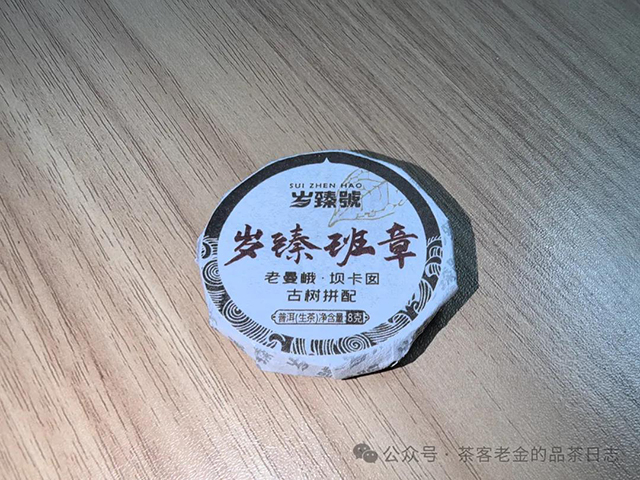 SUI ZHEN HAO
岁臻號
岁臻班章
老曼峨·坝卡囡
古树拼配
普洱(生茶)净含量:8克
公众号·茶客老金的品茶日志